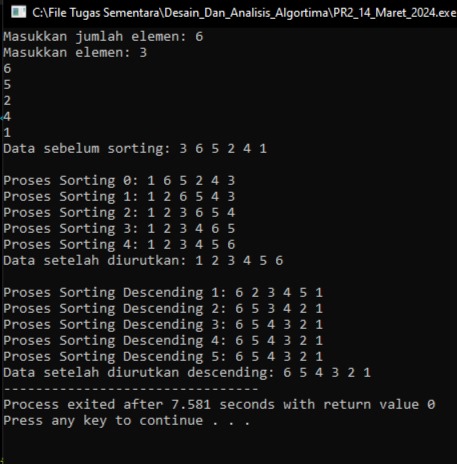 C:\File Tugas Sementara\Desain_Dan_Analisis_Algortima\PR2_14_Maret_2024.exe
Masukkan jumlah elemen: 6
Masukkan elemen: 3
6
5
2
4
1
Data sebelum sorting: 3 6 5 2 4 1
Proses Sorting 0: 1 6 5 2 4 3
Proses Sorting 1: 1 2 6 5 4 3
Proses Sorting 2: 1 2 3 6 5 4
Proses Sorting 3: 1 2 3 4 6 5
Proses Sorting 4: 1 2 3 4 5 6
Data setelah diurutkan: 1 2 3 4 5 6
Proses Sorting Descending 1: 6 2 3 4 5 1
Proses Sorting Descending 2: 6 5 3 4 2 1
Proses Sorting Descending 3: 6 5 4 3 2 1
Proses Sorting Descending 4: 6 5 4 3 2 1
Proses Sorting Descending 5: 6 5 4 3 2 1
Data setelah diurutkan descending: 6 5 4 3 2 1
--------------------------------
Process exited after 7.581 seconds with return value 0
Press any key to continue . . .